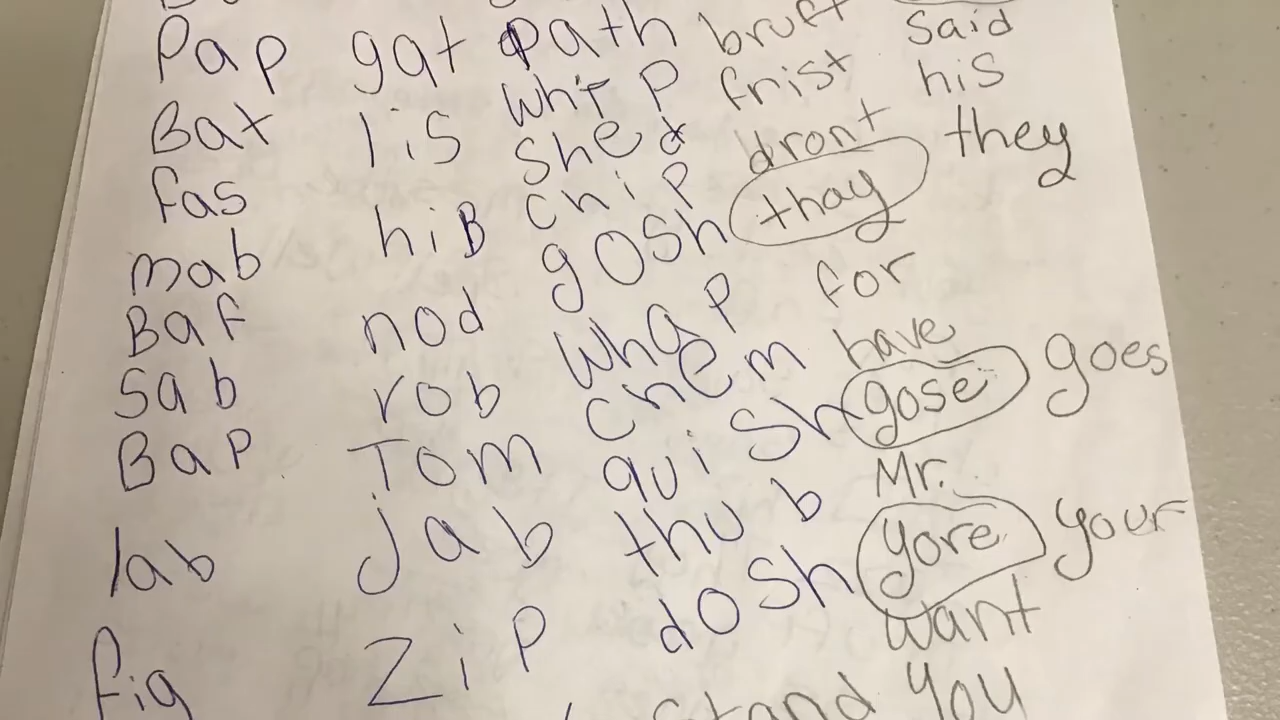 Pap gat Path bruft said
Bat lis whip frist his
fas shed dront they
mab hiB chip thay
Baf nod gosh for
Sab rob whap have
Bap Tom chem gose goes
lab Jab quish Mr.
fig Zip thub yore your
dosh want
stand you